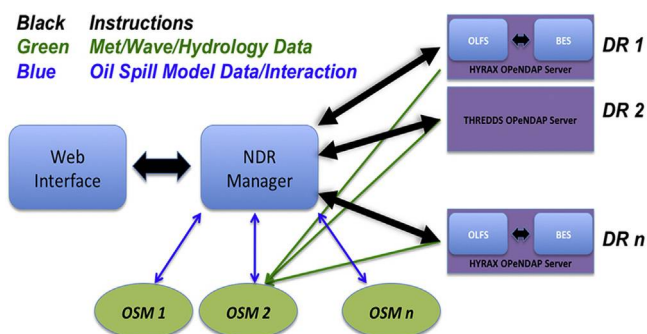 Black Instructions
Green Met/Wave/Hydrology Data
Blue Oil Spill Model Data/Interaction
OLFS BES
HYRAX OPeNDAP Server
DR 1
THREDDS OPeNDAP Server
DR 2
Web
Interface
NDR
Manager
OLFS BES
HYRAX OPeNDAP Server
DR n
OSM 1 OSM 2 OSM n